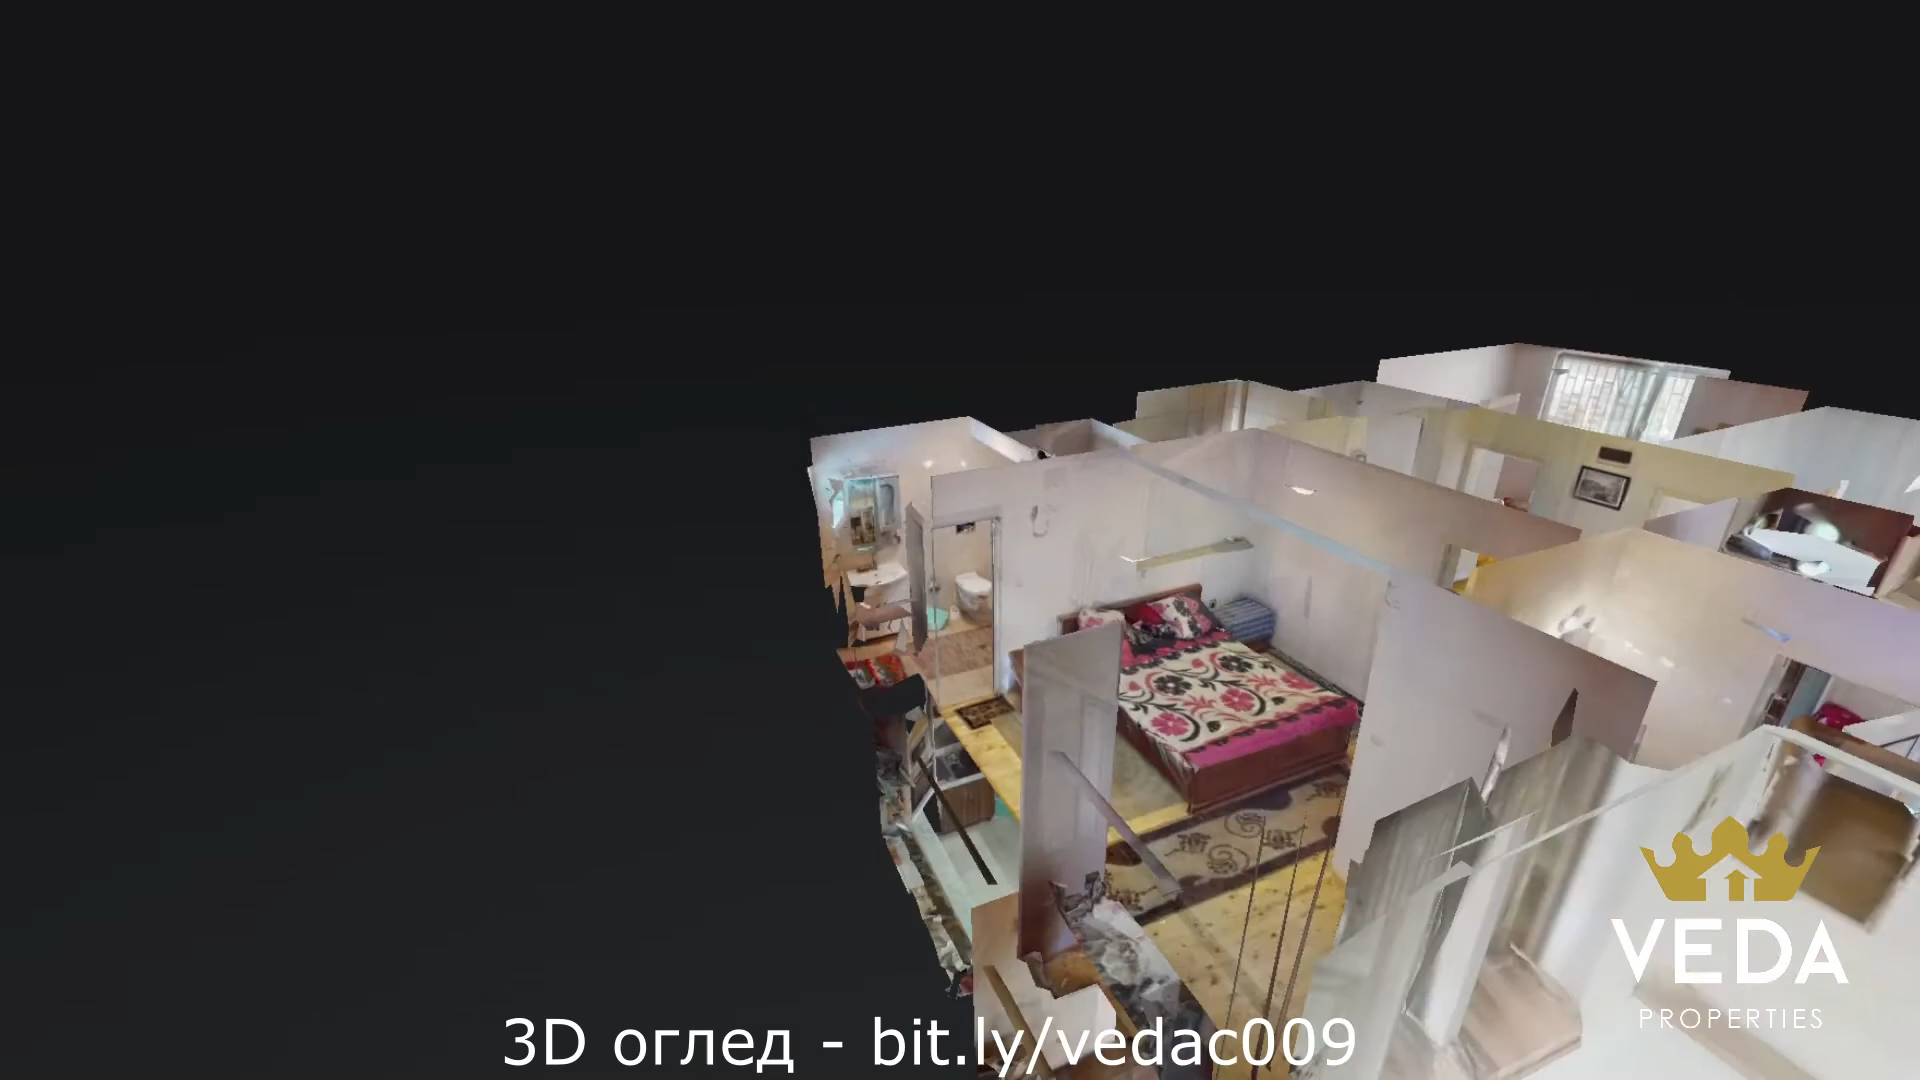 VEDA
PROPERTIES
3D оглед - bit.ly/vedac009